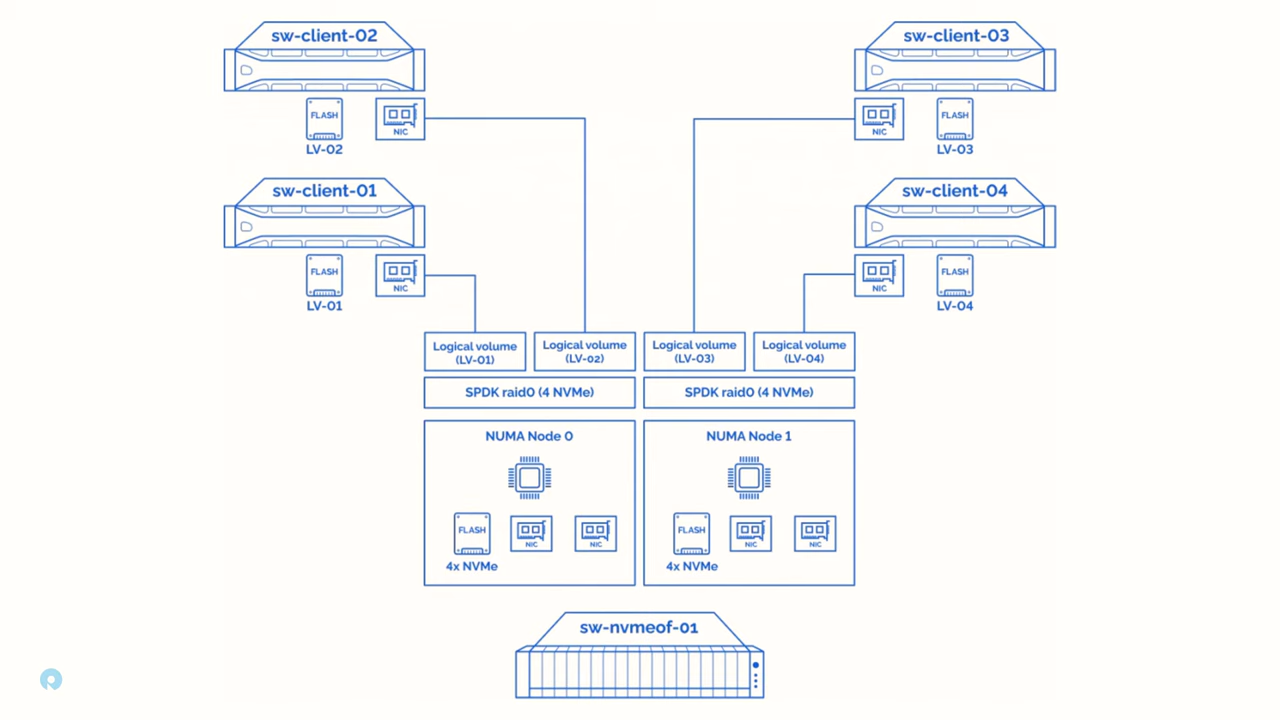 sw-client-02
FLASH
NIC
LV-02
sw-client-03
NIC
FLASH
LV-03
sw-client-01
FLASH
NIC
LV-01
sw-client-04
NIC
FLASH
LV-04
Logical volume
(LV-01)
Logical volume
(LV-02)
Logical volume
(LV-03)
Logical volume
(LV-04)
SPDK raid0 (4 NVMe)
SPDK raid0 (4 NVMe)
NUMA Node 0
FLASH
NIC
NIC
4x NVMe
NUMA Node 1
FLASH
NIC
NIC
4x NVMe
sw-nvmeof-01